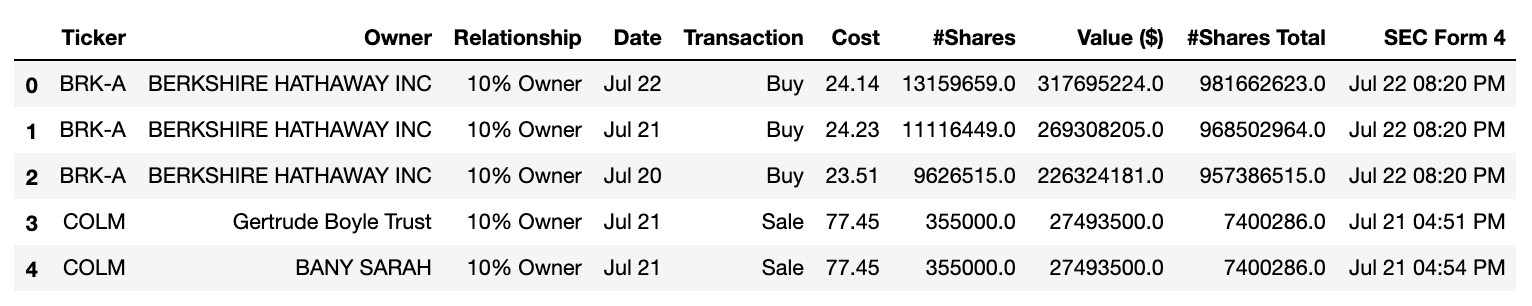 Ticker Owner Relationship Date Transaction Cost #Shares Value ($) #Shares Total SEC Form 4
0 BRK-A BERKSHIRE HATHAWAY INC 10% Owner Jul 22 Buy 24.14 13159659.0 317695224.0 981662623.0 Jul 22 08:20 PM
1 BRK-A BERKSHIRE HATHAWAY INC 10% Owner Jul 21 Buy 24.23 11116449.0 269308205.0 968502964.0 Jul 22 08:20 PM
2 BRK-A BERKSHIRE HATHAWAY INC 10% Owner Jul 20 Buy 23.51 9626515.0 226324181.0 957386515.0 Jul 22 08:20 PM
3 COLM Gertrude Boyle Trust 10% Owner Jul 21 Sale 77.45 355000.0 27493500.0 7400286.0 Jul 21 04:51 PM
4 COLM BANY SARAH 10% Owner Jul 21 Sale 77.45 355000.0 27493500.0 7400286.0 Jul 21 04:54 PM